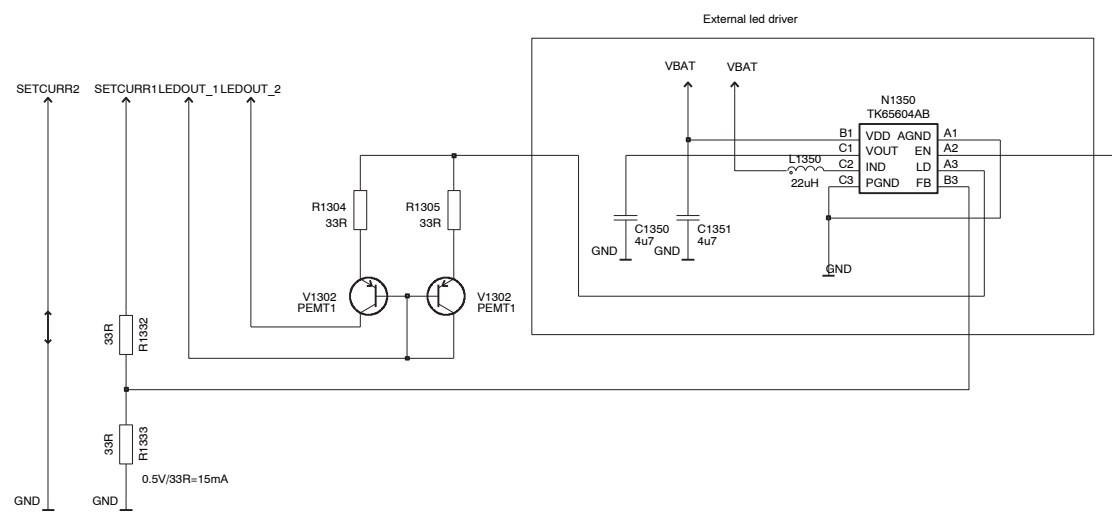 External led driver
VBAT
VBAT
SETCURR2
SETCURR1
LEDOUT_1
LEDOUT_2
N1350
TK65604AB
B1
VDD
AGND
A1
C1
VOUT
EN
A2
L1350
C2
IND
LD
A3
22uH
C3
PGND
FB
B3
R1304
33R
R1305
33R
C1350
4u7
C1351
4u7
GND
GND
GND
V1302
PEMT1
V1302
PEMT1
33R
R1332
33R
R1333
0.5V/33R=15mA
GND
GND